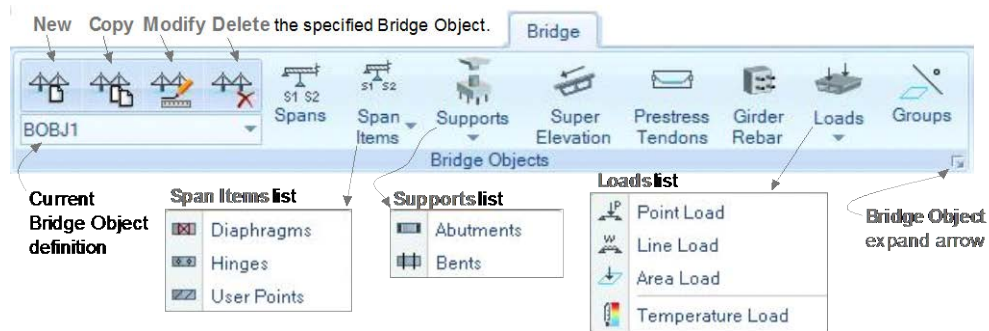 New Copy Modify Delete the specified Bridge Object.
Bridge
S1 S2
Spans
S1 S2
Span
Items
Supports
Super
Elevation
Prestress
Tendons
Girder
Rebar
Loads
Groups
BOBJ1
Bridge Objects
Current
Bridge Object
definition
Span Items list
Diaphragms
Hinges
User Points
Supports list
Abutments
Bents
Loads list
P
Point Load
W
Line Load
Area Load
Temperature Load
Bridge Object
expand arrow